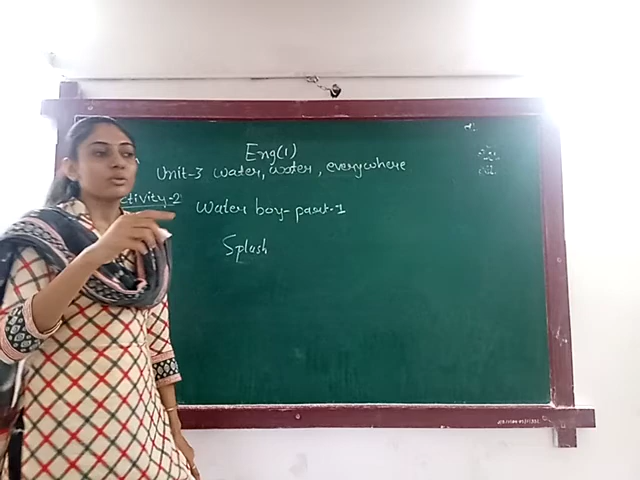 Eng(1)
Unit-3 Water, water, everywhere
ctivity-2 Water boy- part-1
Splash